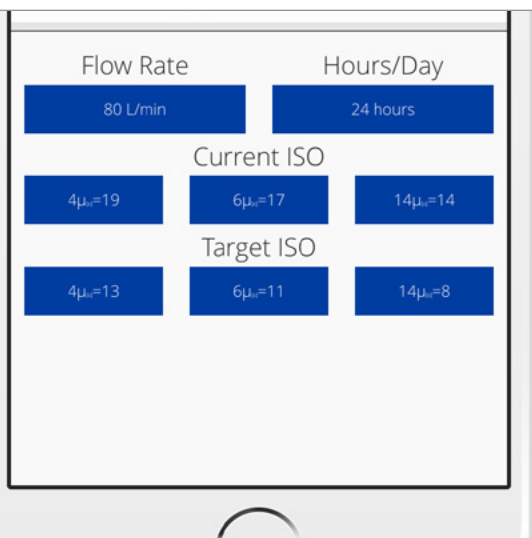 Flow Rate Hours/Day
80 L/min 24 hours
Current ISO
4μ=19 6μ=17 14μ=14
Target ISO
4μ=13 6μ=11 14μ=8